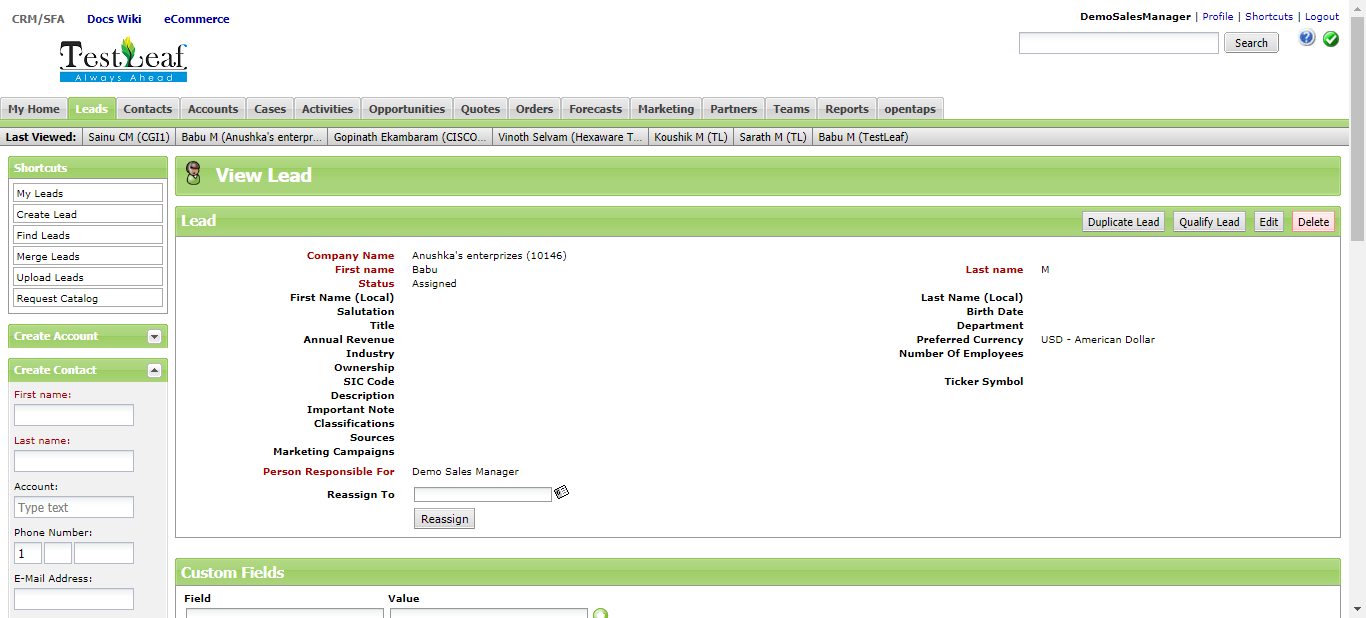 CRM/SFA Docs Wiki eCommerce
DemoSalesManager | Profile | Shortcuts | Logout
Search
TestLeaf
Always Ahead
My Home Leads Contacts Accounts Cases Activities Opportunities Quotes Orders Forecasts Marketing Partners Teams Reports opentaps
Last Viewed: Sainu CM (CGI1) Babu M (Anushka's enterpr... Gopinath Ekambaram (CISCO... Vinoth Selvam (Hexaware T... Koushik M (TL) Sarath M (TL) Babu M (TestLeaf)
Shortcuts
My Leads
Create Lead
Find Leads
Merge Leads
Upload Leads
Request Catalog
Create Account
Create Contact
First name:
Last name:
Account:
Type text
Phone Number:
1
E-Mail Address:
View Lead
Lead Duplicate Lead Qualify Lead Edit Delete
Company Name Anushka's enterprizes (10146)
First name Babu Last name M
Status Assigned
First Name (Local) Last Name (Local)
Salutation Birth Date
Title Department
Annual Revenue Preferred Currency USD - American Dollar
Industry Number Of Employees
Ownership
SIC Code Ticker Symbol
Description
Important Note
Classifications
Sources
Marketing Campaigns
Person Responsible For Demo Sales Manager
Reassign To
Reassign
Custom Fields
Field Value